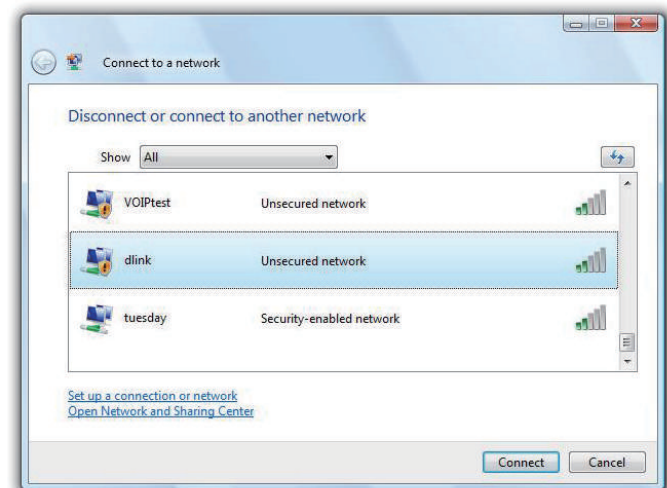 Connect to a network
Disconnect or connect to another network
Show All
VOIPtest Unsecured network
dlink Unsecured network
tuesday Security-enabled network
Set up a connection or network
Open Network and Sharing Center
Connect Cancel